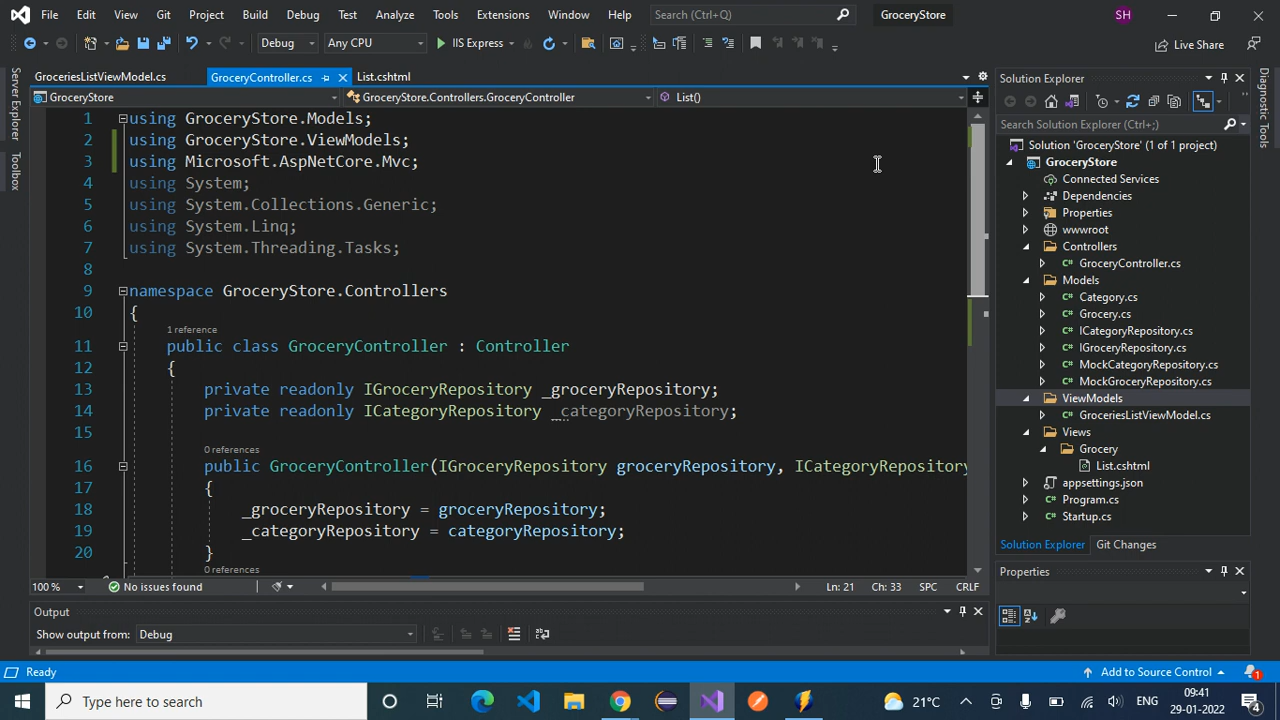 File Edit View Git Project Build Debug Test Analyze Tools Extensions Window Help Search (Ctrl+Q) GroceryStore SH
Debug Any CPU IIS Express Live Share
Server Explorer
Toolbox
GroceriesListViewModel.cs GroceryController.cs List.cshtml
GroceryStore GroceryStore.Controllers.GroceryController List()
1 using GroceryStore.Models;
2 using GroceryStore.ViewModels;
3 using Microsoft.AspNetCore.Mvc;
4 using System;
5 using System.Collections.Generic;
6 using System.Linq;
7 using System.Threading.Tasks;
8
9 namespace GroceryStore.Controllers
10 {
1 reference
11 public class GroceryController : Controller
12 {
13 private readonly IGroceryRepository _groceryRepository;
14 private readonly ICategoryRepository _categoryRepository;
15
0 references
16 public GroceryController(IGroceryRepository groceryRepository, ICategoryRepository
17 {
18 _groceryRepository = groceryRepository;
19 _categoryRepository = categoryRepository;
20 }
0 references
100 % No issues found Ln: 21 Ch: 33 SPC CRLF
Output
Show output from: Debug
Solution Explorer
Search Solution Explorer (Ctrl+;)
Solution 'GroceryStore' (1 of 1 project)
GroceryStore
Connected Services
Dependencies
Properties
wwwroot
Controllers
C# GroceryController.cs
Models
C# Category.cs
C# Grocery.cs
C# ICategoryRepository.cs
C# IGroceryRepository.cs
C# MockCategoryRepository.cs
C# MockGroceryRepository.cs
ViewModels
C# GroceriesListViewModel.cs
Views
Grocery
List.cshtml
appsettings.json
C# Program.cs
C# Startup.cs
Solution Explorer Git Changes
Properties
Diagnostic Tools
Ready Add to Source Control 1
Type here to search 21°C ENG 09:41
29-01-2022 4